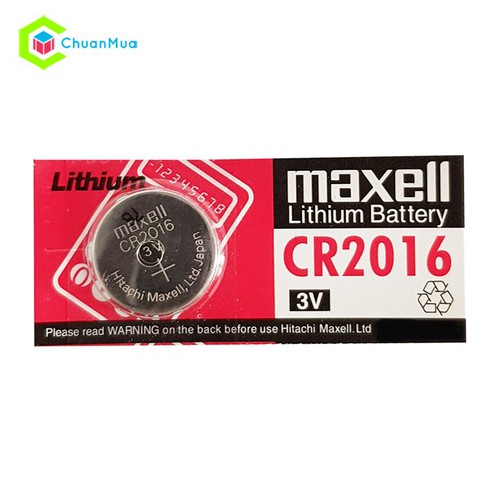 ChuanMua
Lithium
-12345678
maxell
Lithium Battery
CR2016
3V
maxell
CR2016
3V
+
Hitachi Maxell, Ltd. Japan
Please read WARNING on the back before use Hitachi Maxell.Ltd